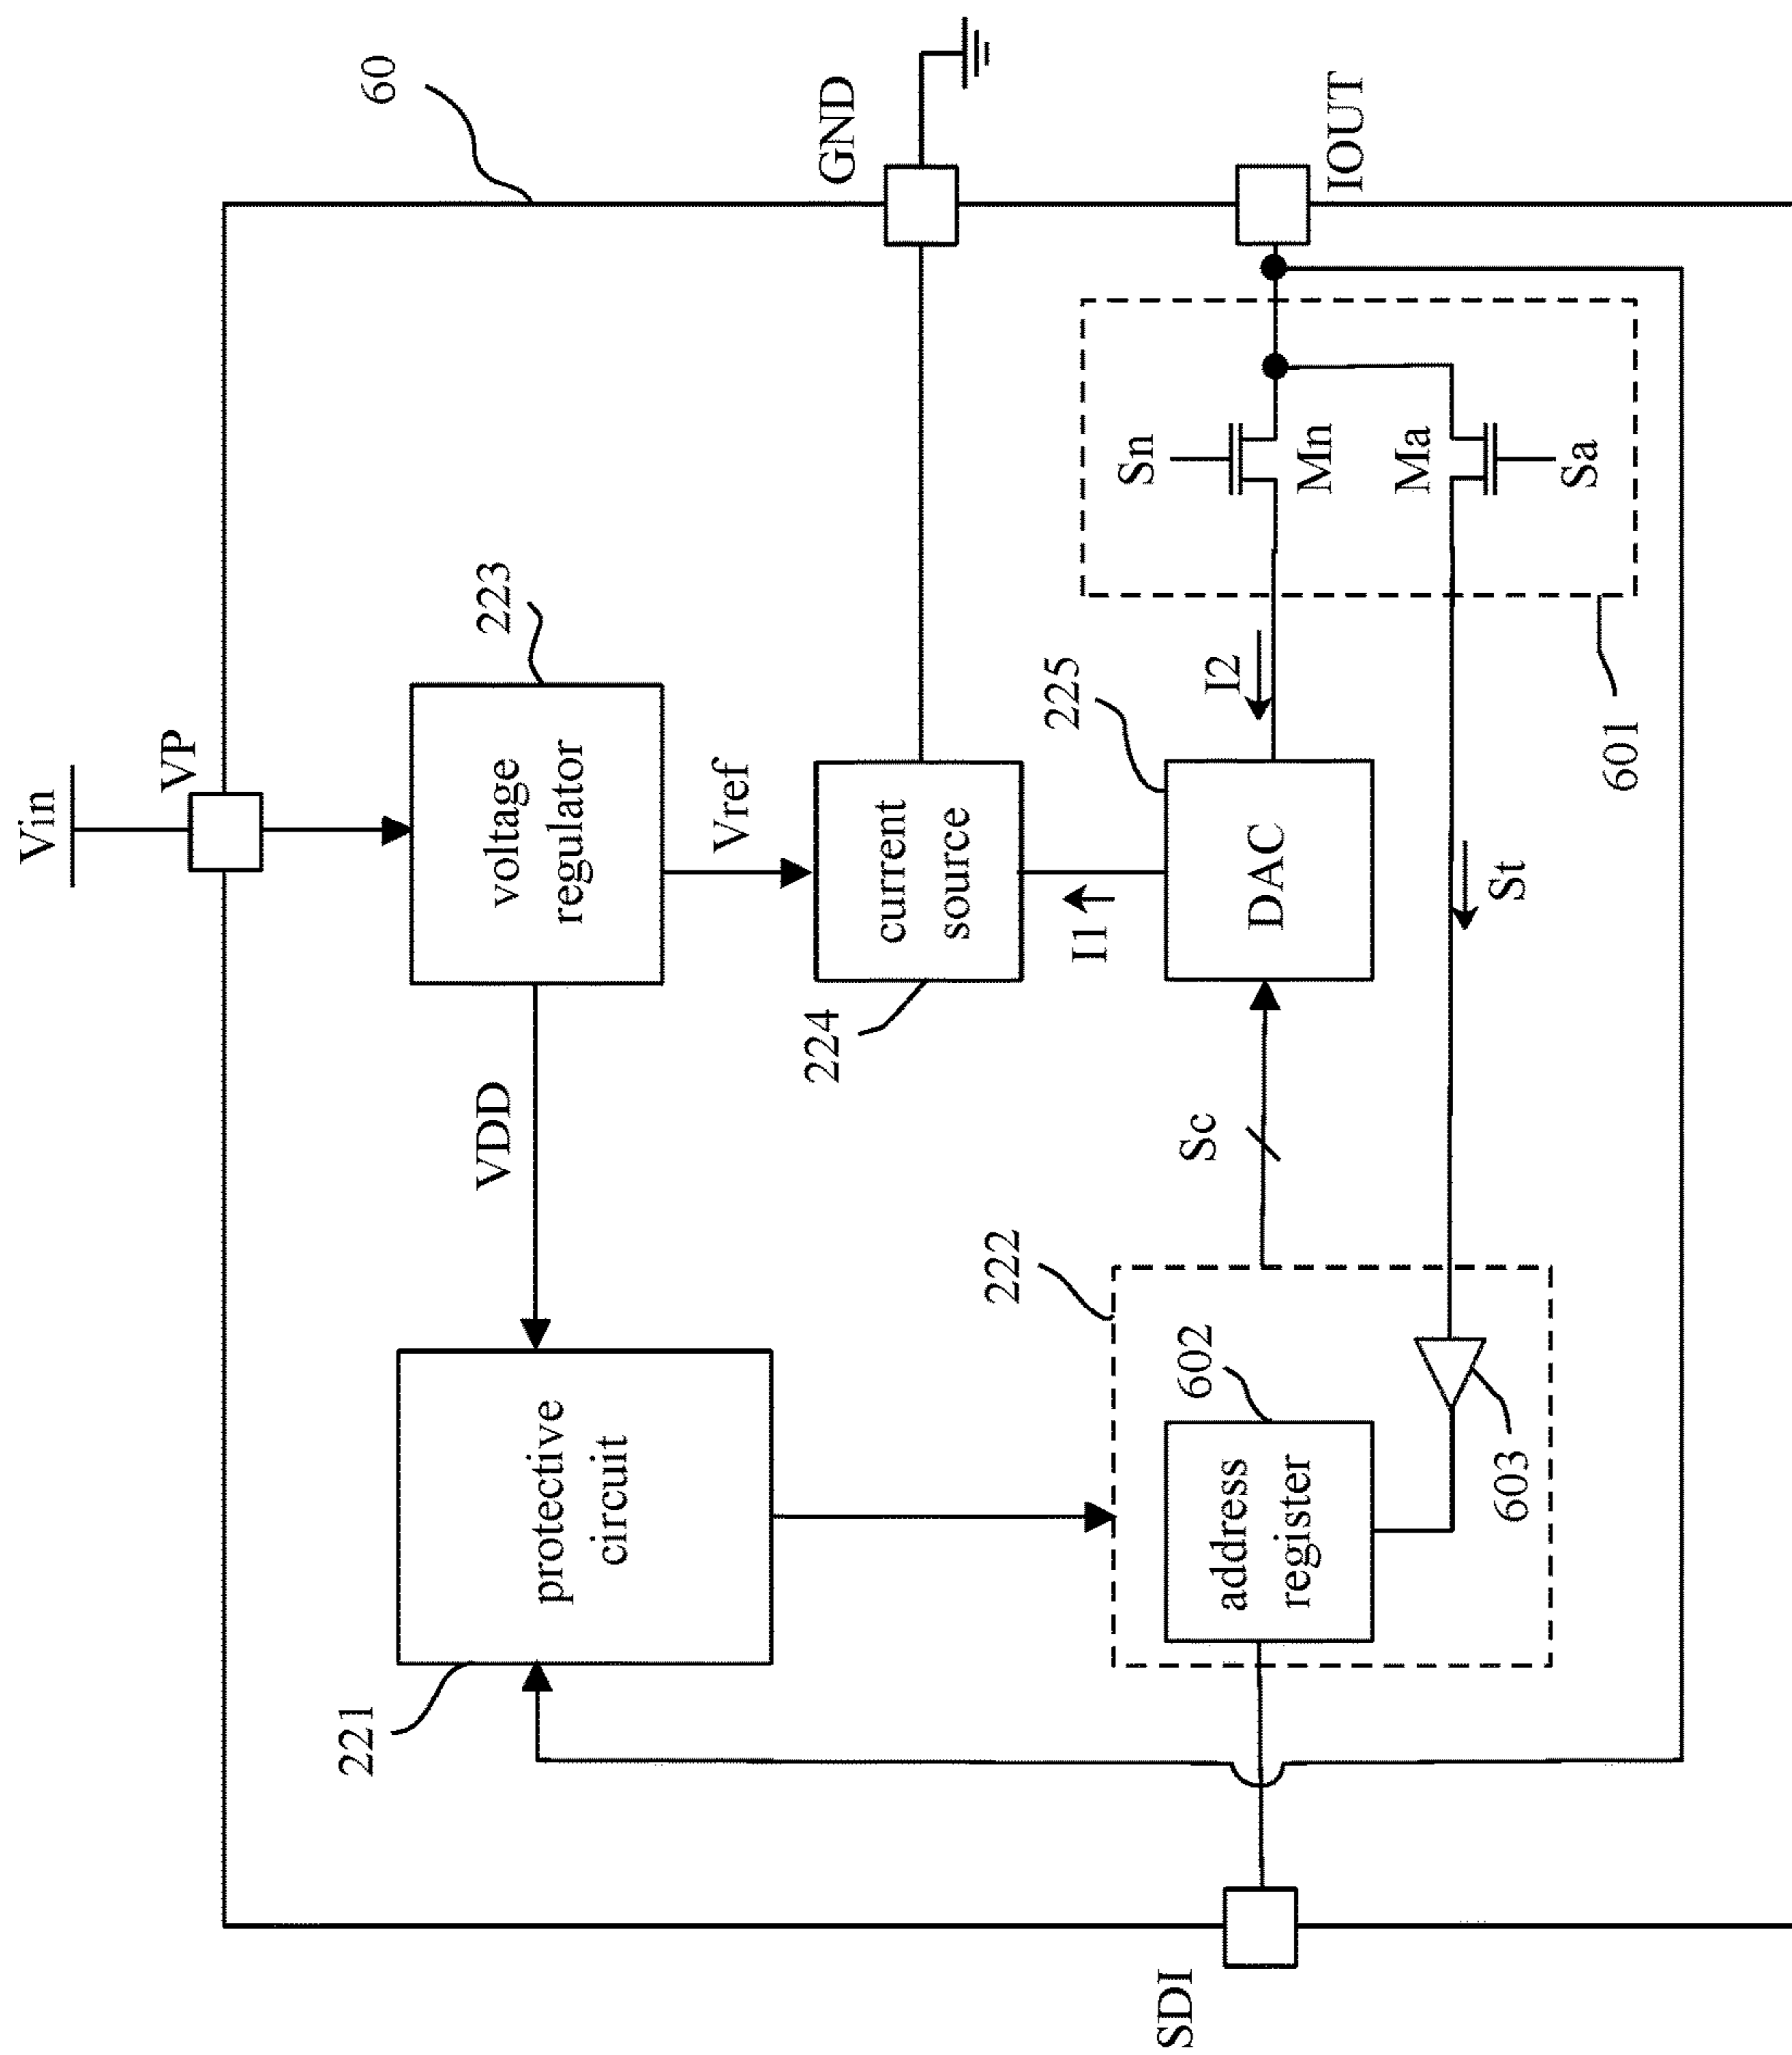 Vin
VP
60
GND
IOUT
voltage
regulator
223
VDD
Vref
current
source
224
I1
DAC
225
I2
Sn
Mn
Ma
Sa
601
St
Sc
protective
circuit
221
222
address
register
602
603
SDI